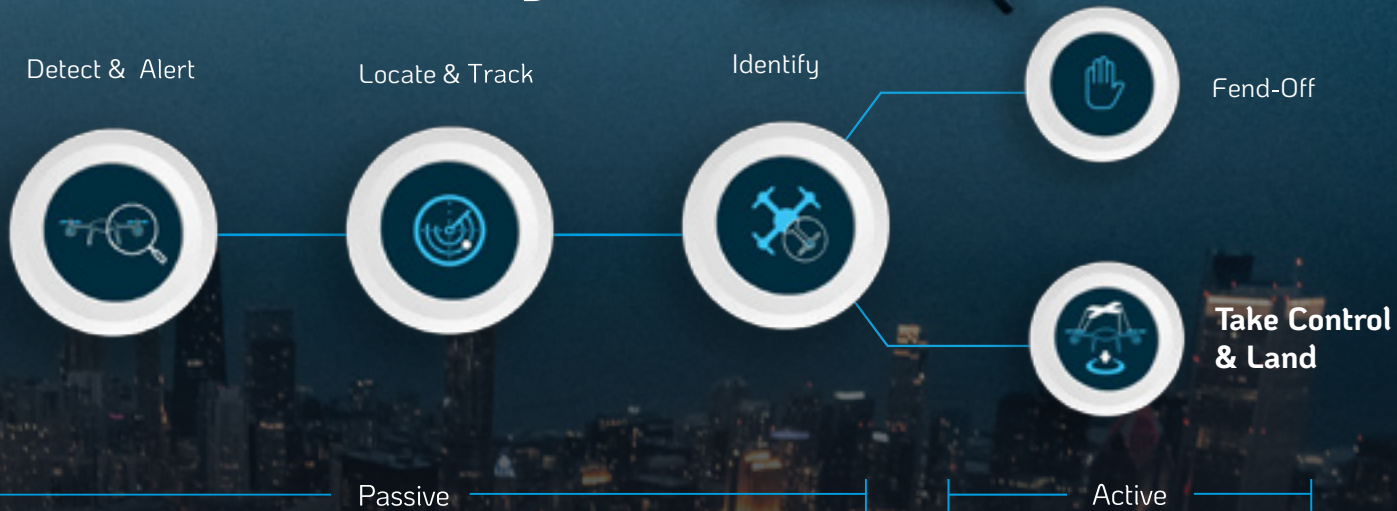 Detect & Alert
Locate & Track
Identify
Fend-Off
Take Control
& Land
Passive
Active